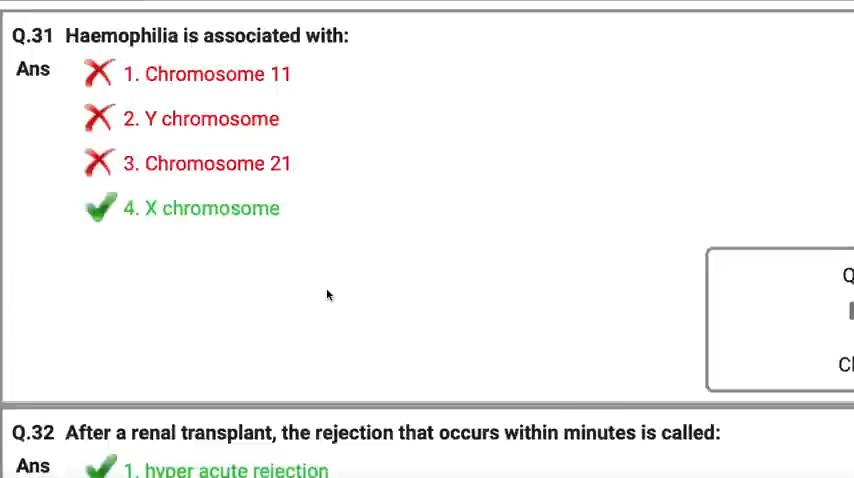 Q.31 Haemophilia is associated with:
Ans 1. Chromosome 11
2. Y chromosome
3. Chromosome 21
4. X chromosome
Q.32 After a renal transplant, the rejection that occurs within minutes is called:
Ans 1. hyper acute rejection